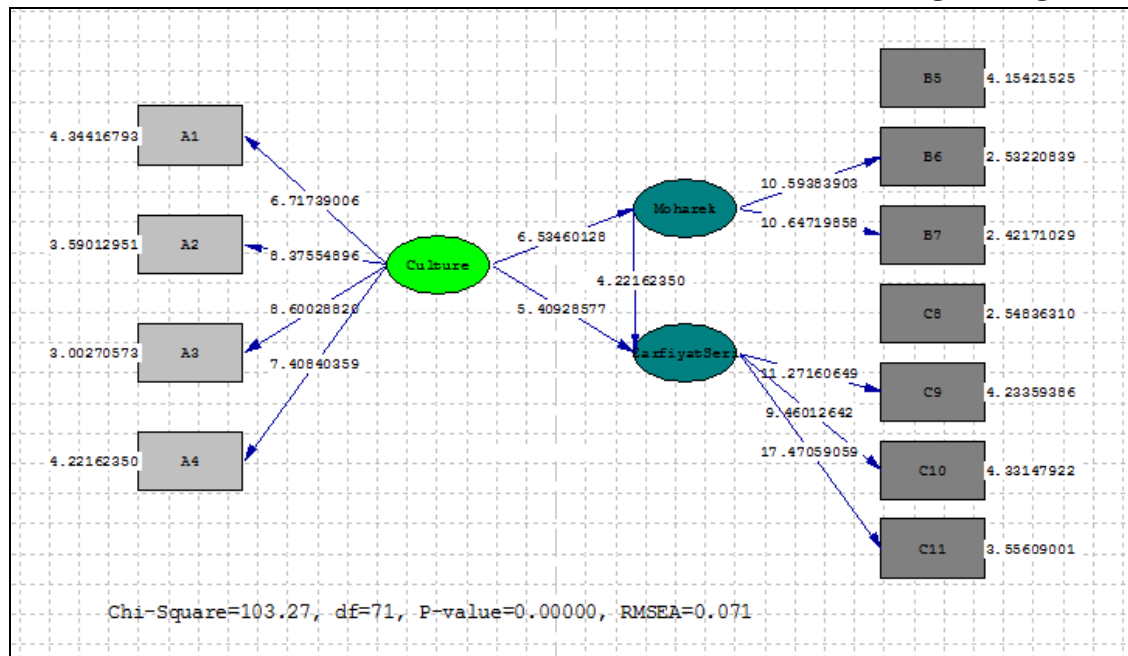 B5 4.15421525
4.34416793 A1
B6 2.53220839
10.59383903
6.71739006
Moharek
10.64719858
B7 2.42171029
3.59012951 A2
8.37554896
6.53460128
Culture
4.22162350
C8 2.54836310
8.60028820
5.40928577
3.00270573 A3
7.40840359
ZarfiyatSeri
11.27160649
C9 4.23359386
9.46012642
17.47059059
4.22162350 A4
C10 4.33147922
C11 3.55609001
Chi-Square=103.27, df=71, P-value=0.00000, RMSEA=0.071